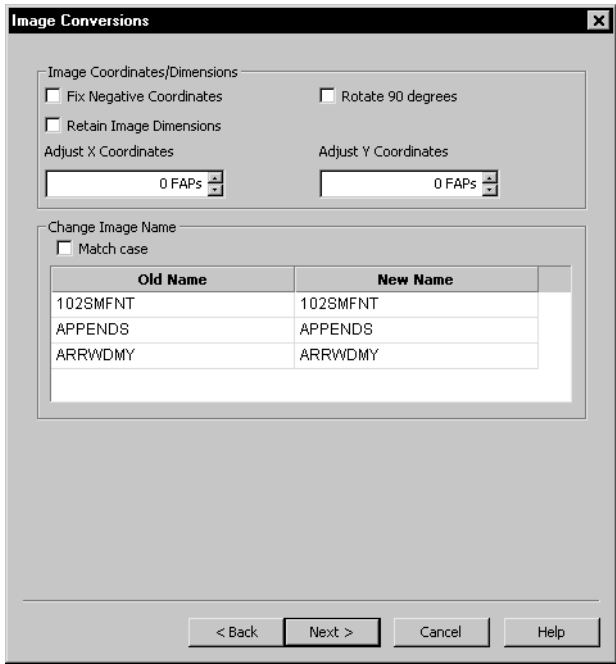 Image Conversions
Image Coordinates/Dimensions
Fix Negative Coordinates Rotate 90 degrees
Retain Image Dimensions
Adjust X Coordinates Adjust Y Coordinates
0 FAPs 0 FAPs
Change Image Name
Match case
Old Name New Name
102SMFNT 102SMFNT
APPENDS APPENDS
ARRWDMY ARRWDMY
< Back Next > Cancel Help